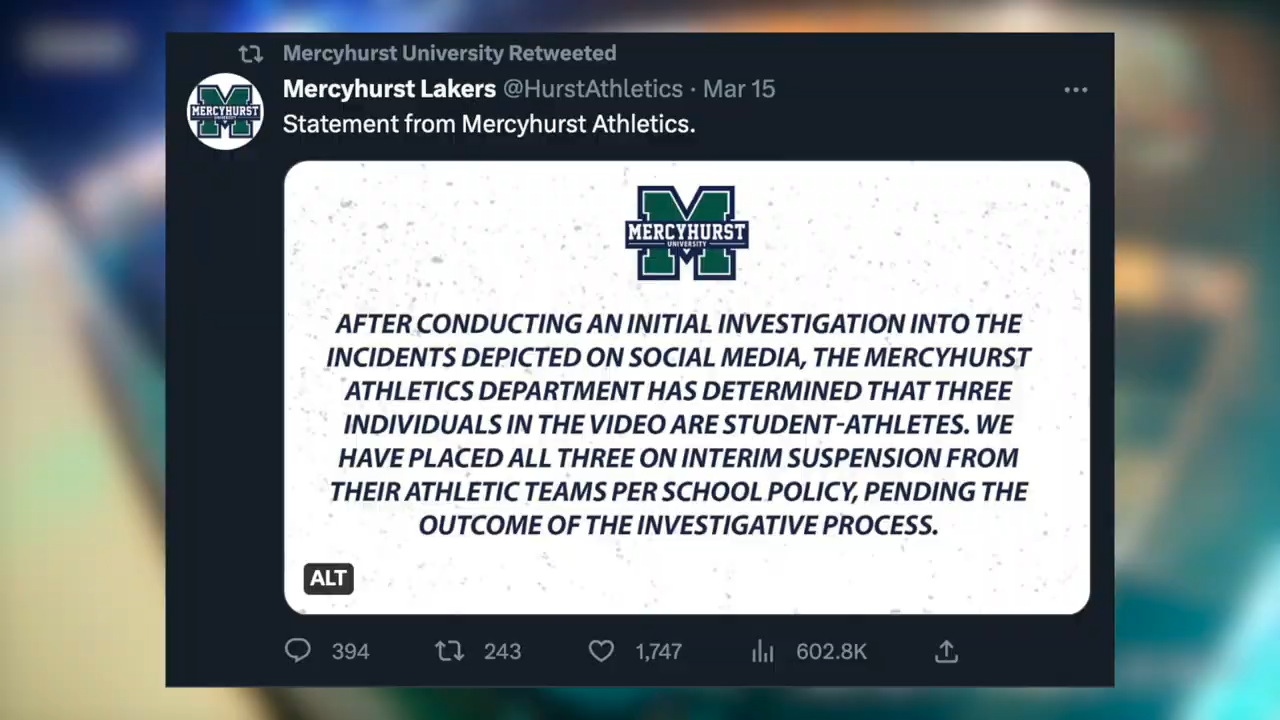 Mercyhurst University Retweeted
Mercyhurst Lakers @HurstAthletics · Mar 15
Statement from Mercyhurst Athletics.
MERCYHURST
UNIVERSITY
MERCYHURST
UNIVERSITY
AFTER CONDUCTING AN INITIAL INVESTIGATION INTO THE
INCIDENTS DEPICTED ON SOCIAL MEDIA, THE MERCYHURST
ATHLETICS DEPARTMENT HAS DETERMINED THAT THREE
INDIVIDUALS IN THE VIDEO ARE STUDENT-ATHLETES. WE
HAVE PLACED ALL THREE ON INTERIM SUSPENSION FROM
THEIR ATHLETIC TEAMS PER SCHOOL POLICY, PENDING THE
OUTCOME OF THE INVESTIGATIVE PROCESS.
ALT
394 243 1,747 602.8K